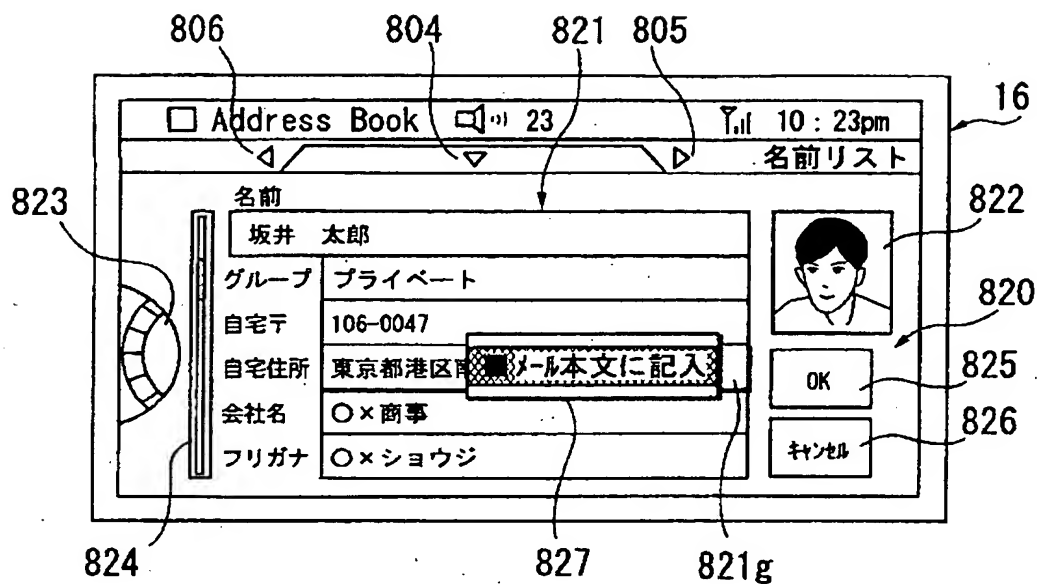 806 804 821 805
16
□ Address Book 23 10:23pm
名前リスト
823
名前
坂井 太郎
822
グループ プライベート
820
自宅〒 106-0047
自宅住所 東京都港区 ■メール本文に記入
OK 825
会社名 ○×商事
キャンセル 826
フリガナ ○×ショウジ
824 827 821g